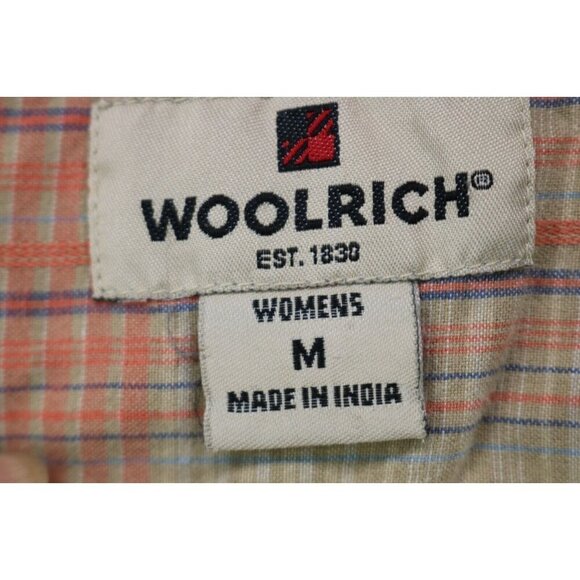 WOOLRICH®
EST. 1830
WOMENS
M
MADE IN INDIA